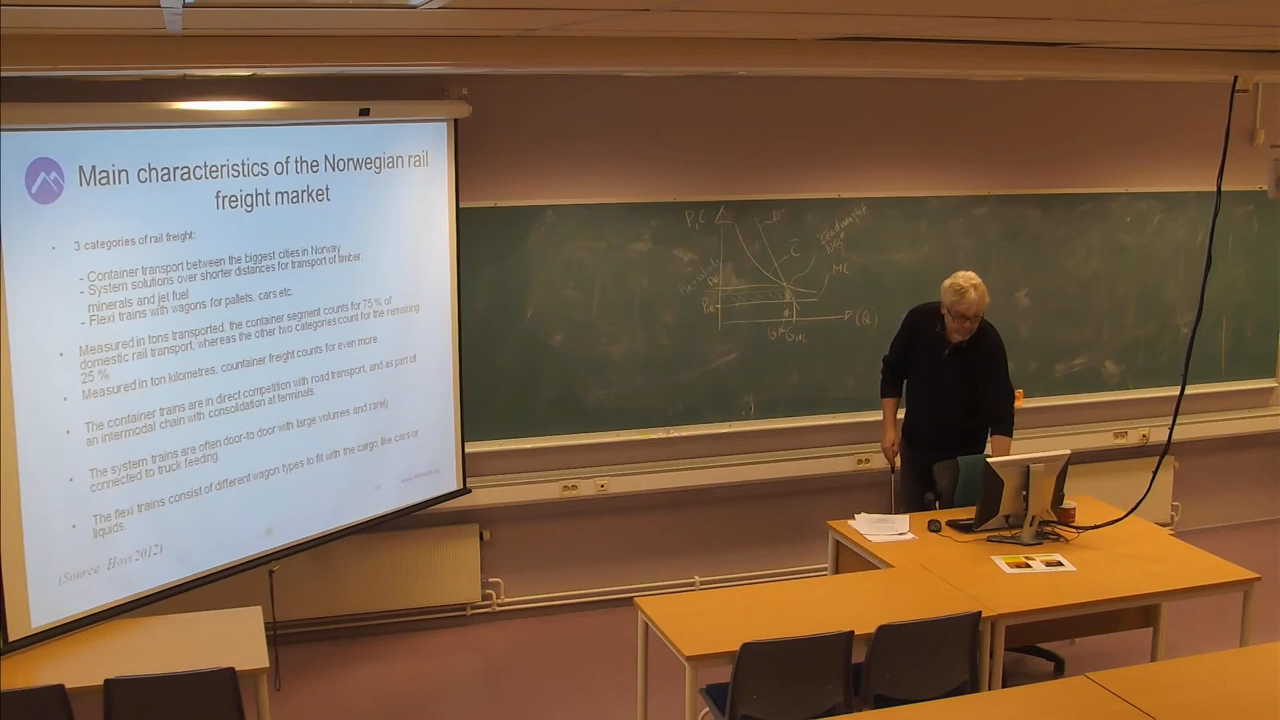 Main characteristics of the Norwegian rail
freight market
• 3 categories of rail freight:
- Container transport between the biggest cities in Norway
- System solutions over shorter distances for transport of timber,
minerals and jet fuel
- Flexi trains with wagons for pallets, cars etc.
• Measured in tons transported, the container segment counts for 75 % of
domestic rail transport, whereas the other two categories count for the remaining
25 %
• Measured in ton kilometres, countainer freight counts for even more.
• The container trains are in direct competition with road transport, and as part of
an intermodal chain with consolidation at terminals.
• The system trains are often door-to door with large volumes and rarely
connected to truck feeding.
• The flexi trains consist of different wagon types to fit with the cargo, like cars or
liquids.
(Source: Hovi 2012)
P,C
D
C
Deadweight
loss
MC
(Q)